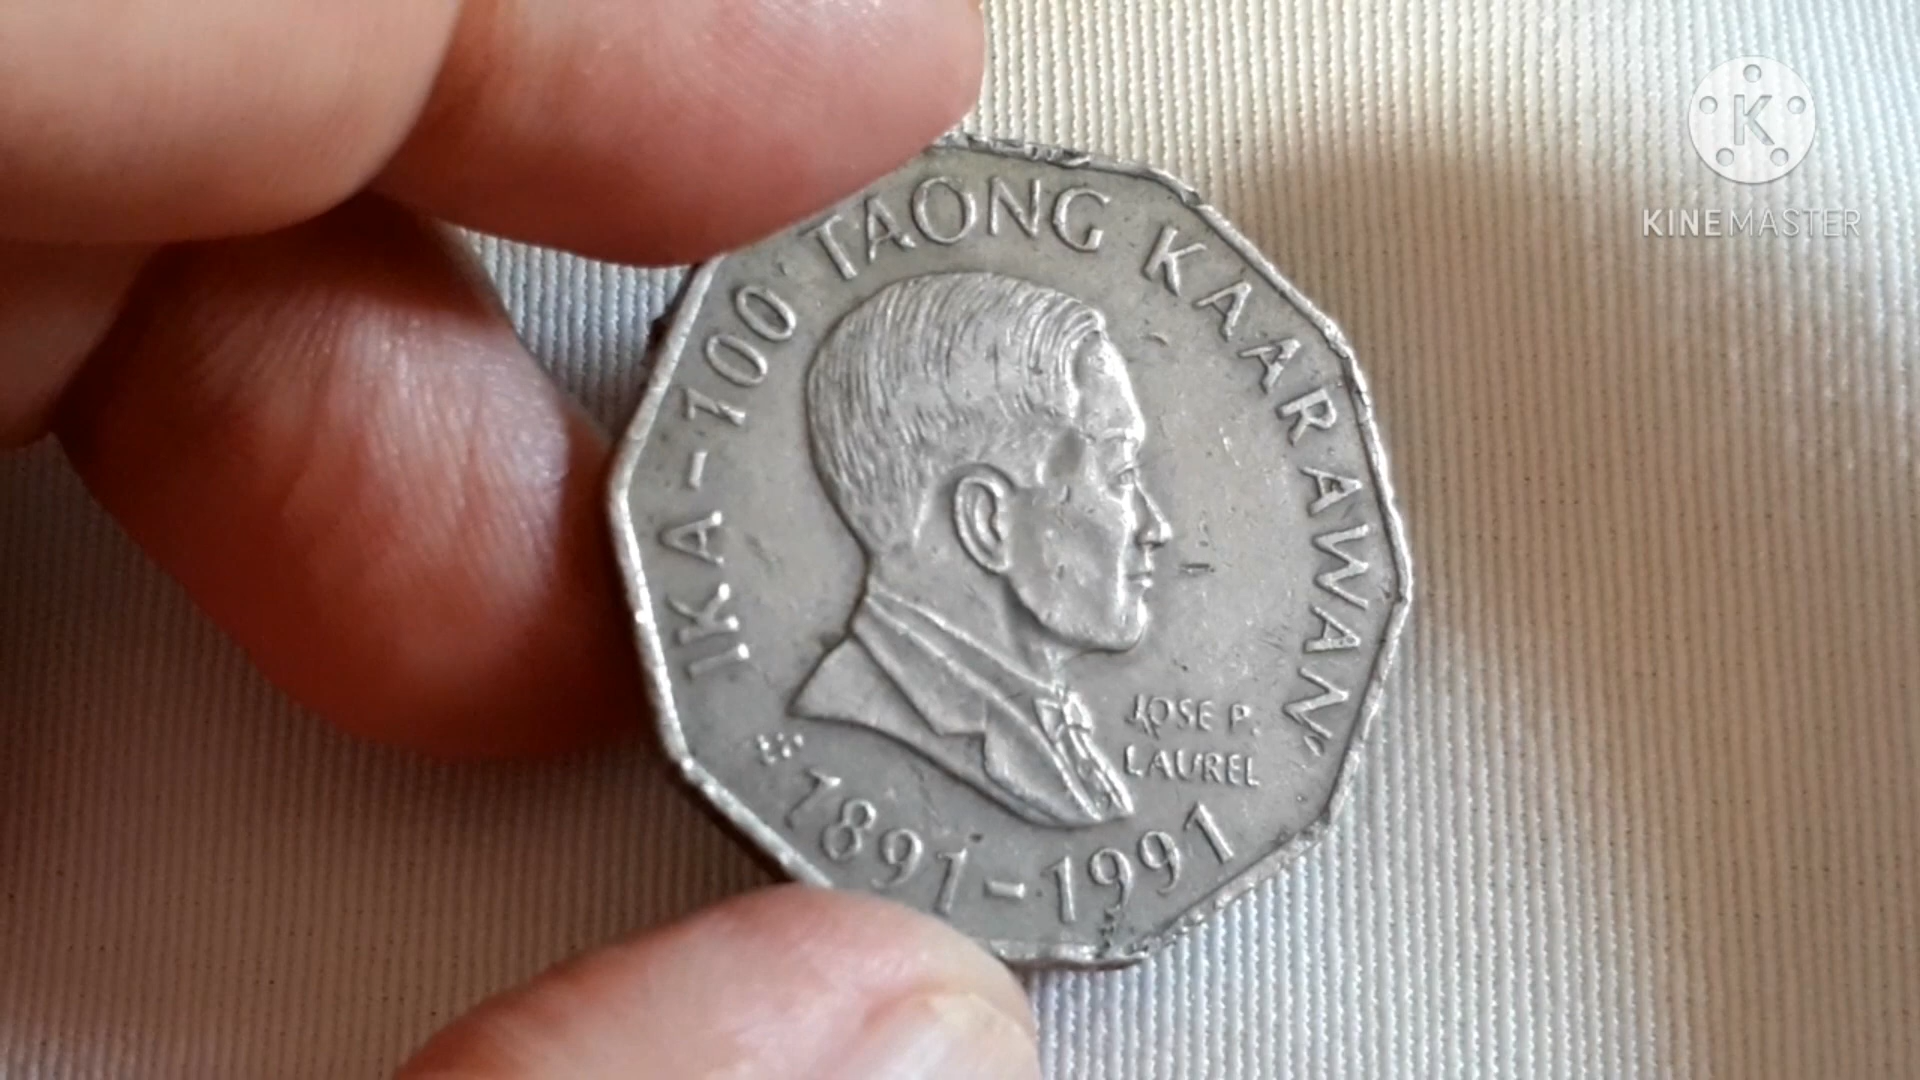 IKA-100 TAONG KAARAWAN
JOSE P.
LAUREL
1891-1991
K
KINEMASTER